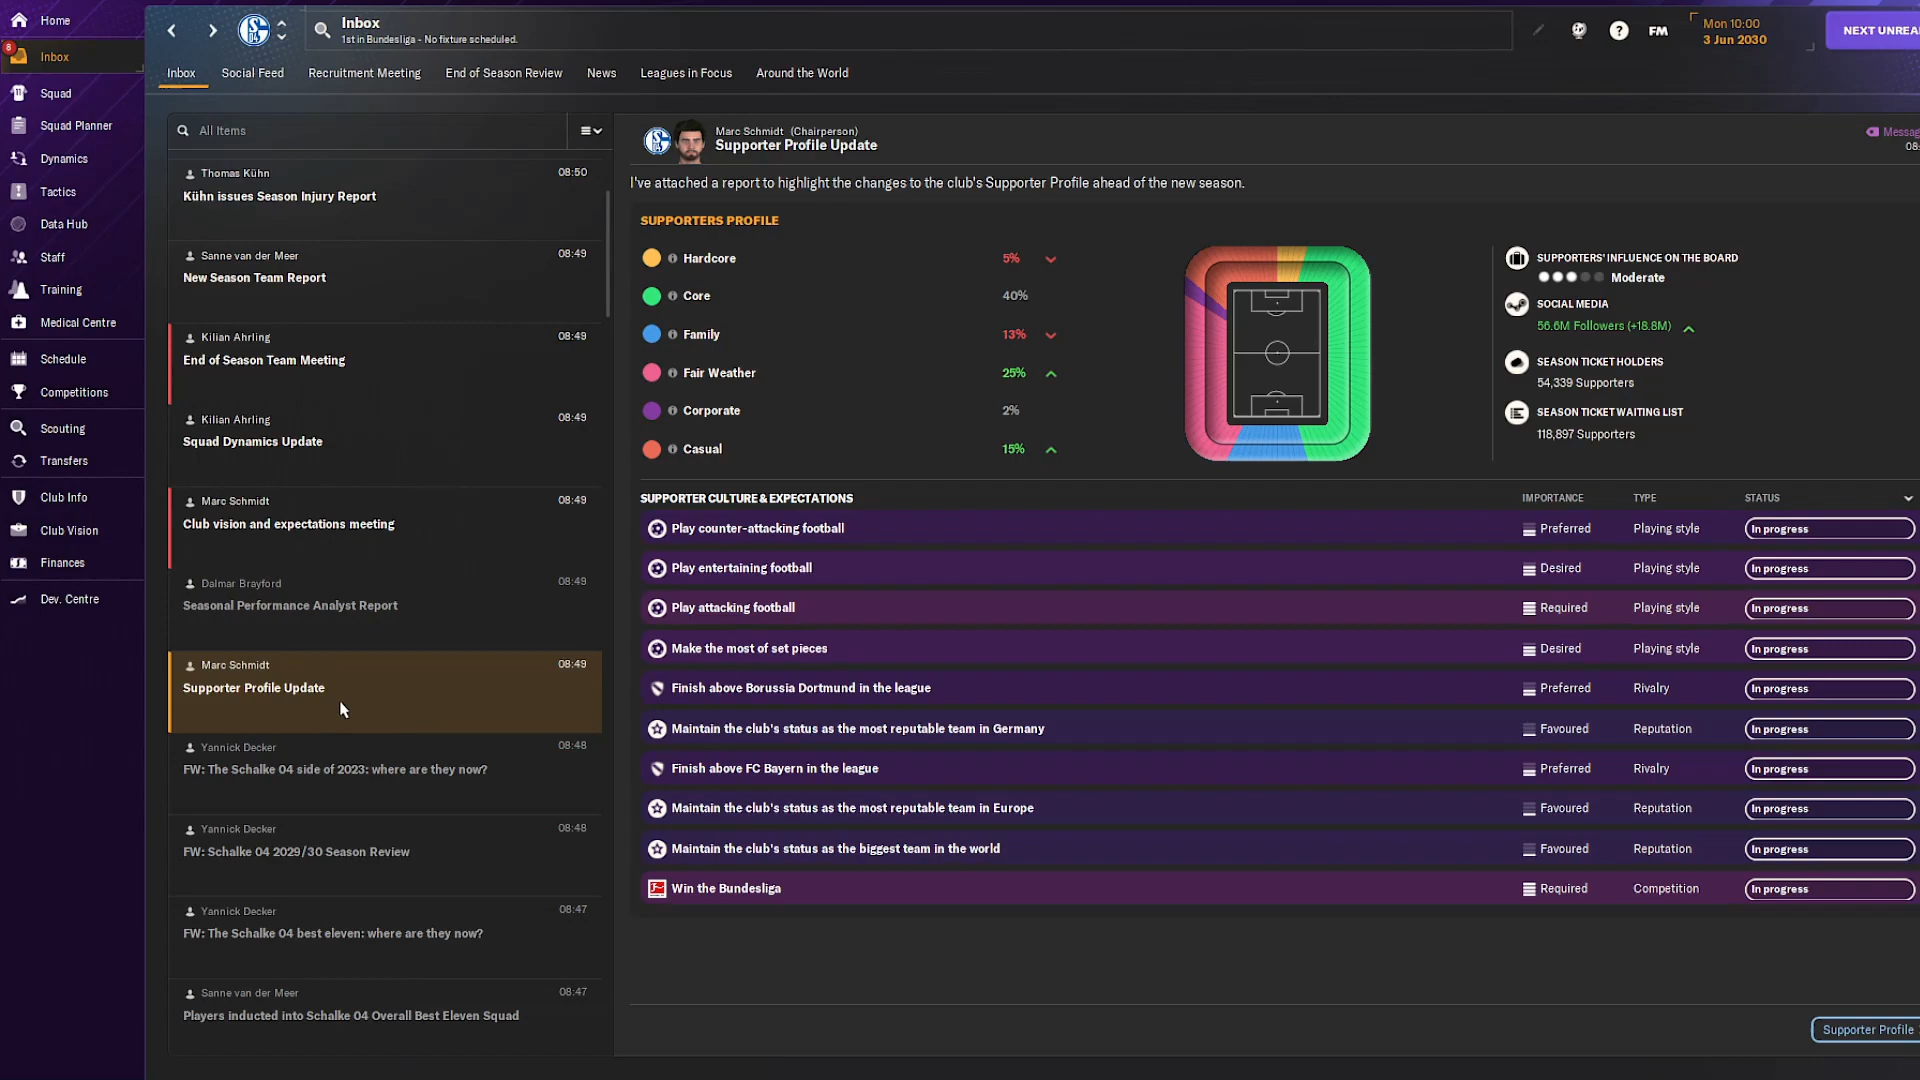 Home
8
Inbox
Squad
Squad Planner
Dynamics
Tactics
Data Hub
Staff
Training
Medical Centre
Schedule
Competitions
Scouting
Transfers
Club Info
Club Vision
Finances
Dev. Centre
Inbox
1st in Bundesliga - No fixture scheduled.
FM
Mon 10:00
3 Jun 2030
NEXT UNREA
Inbox
Social Feed
Recruitment Meeting
End of Season Review
News
Leagues in Focus
Around the World
All Items
Thomas Kühn 08:50
Kühn issues Season Injury Report
Sanne van der Meer 08:49
New Season Team Report
Kilian Ahrling 08:49
End of Season Team Meeting
Kilian Ahrling 08:49
Squad Dynamics Update
Marc Schmidt 08:49
Club vision and expectations meeting
Dalmar Brayford 08:49
Seasonal Performance Analyst Report
Marc Schmidt 08:49
Supporter Profile Update
Yannick Decker 08:48
FW: The Schalke 04 side of 2023: where are they now?
Yannick Decker 08:48
FW: Schalke 04 2029/30 Season Review
Yannick Decker 08:47
FW: The Schalke 04 best eleven: where are they now?
Sanne van der Meer 08:47
Players inducted into Schalke 04 Overall Best Eleven Squad
Marc Schmidt (Chairperson)
Supporter Profile Update
Messag
08:
I've attached a report to highlight the changes to the club's Supporter Profile ahead of the new season.
SUPPORTERS PROFILE
Hardcore 5%
Core 40%
Family 13%
Fair Weather 25%
Corporate 2%
Casual 15%
SUPPORTERS' INFLUENCE ON THE BOARD
Moderate
SOCIAL MEDIA
56.6M Followers (+18.8M)
SEASON TICKET HOLDERS
54,339 Supporters
SEASON TICKET WAITING LIST
118,897 Supporters
SUPPORTER CULTURE & EXPECTATIONS IMPORTANCE TYPE STATUS
Play counter-attacking football Preferred Playing style In progress
Play entertaining football Desired Playing style In progress
Play attacking football Required Playing style In progress
Make the most of set pieces Desired Playing style In progress
Finish above Borussia Dortmund in the league Preferred Rivalry In progress
Maintain the club's status as the most reputable team in Germany Favoured Reputation In progress
Finish above FC Bayern in the league Preferred Rivalry In progress
Maintain the club's status as the most reputable team in Europe Favoured Reputation In progress
Maintain the club's status as the biggest team in the world Favoured Reputation In progress
Win the Bundesliga Required Competition In progress
Supporter Profile